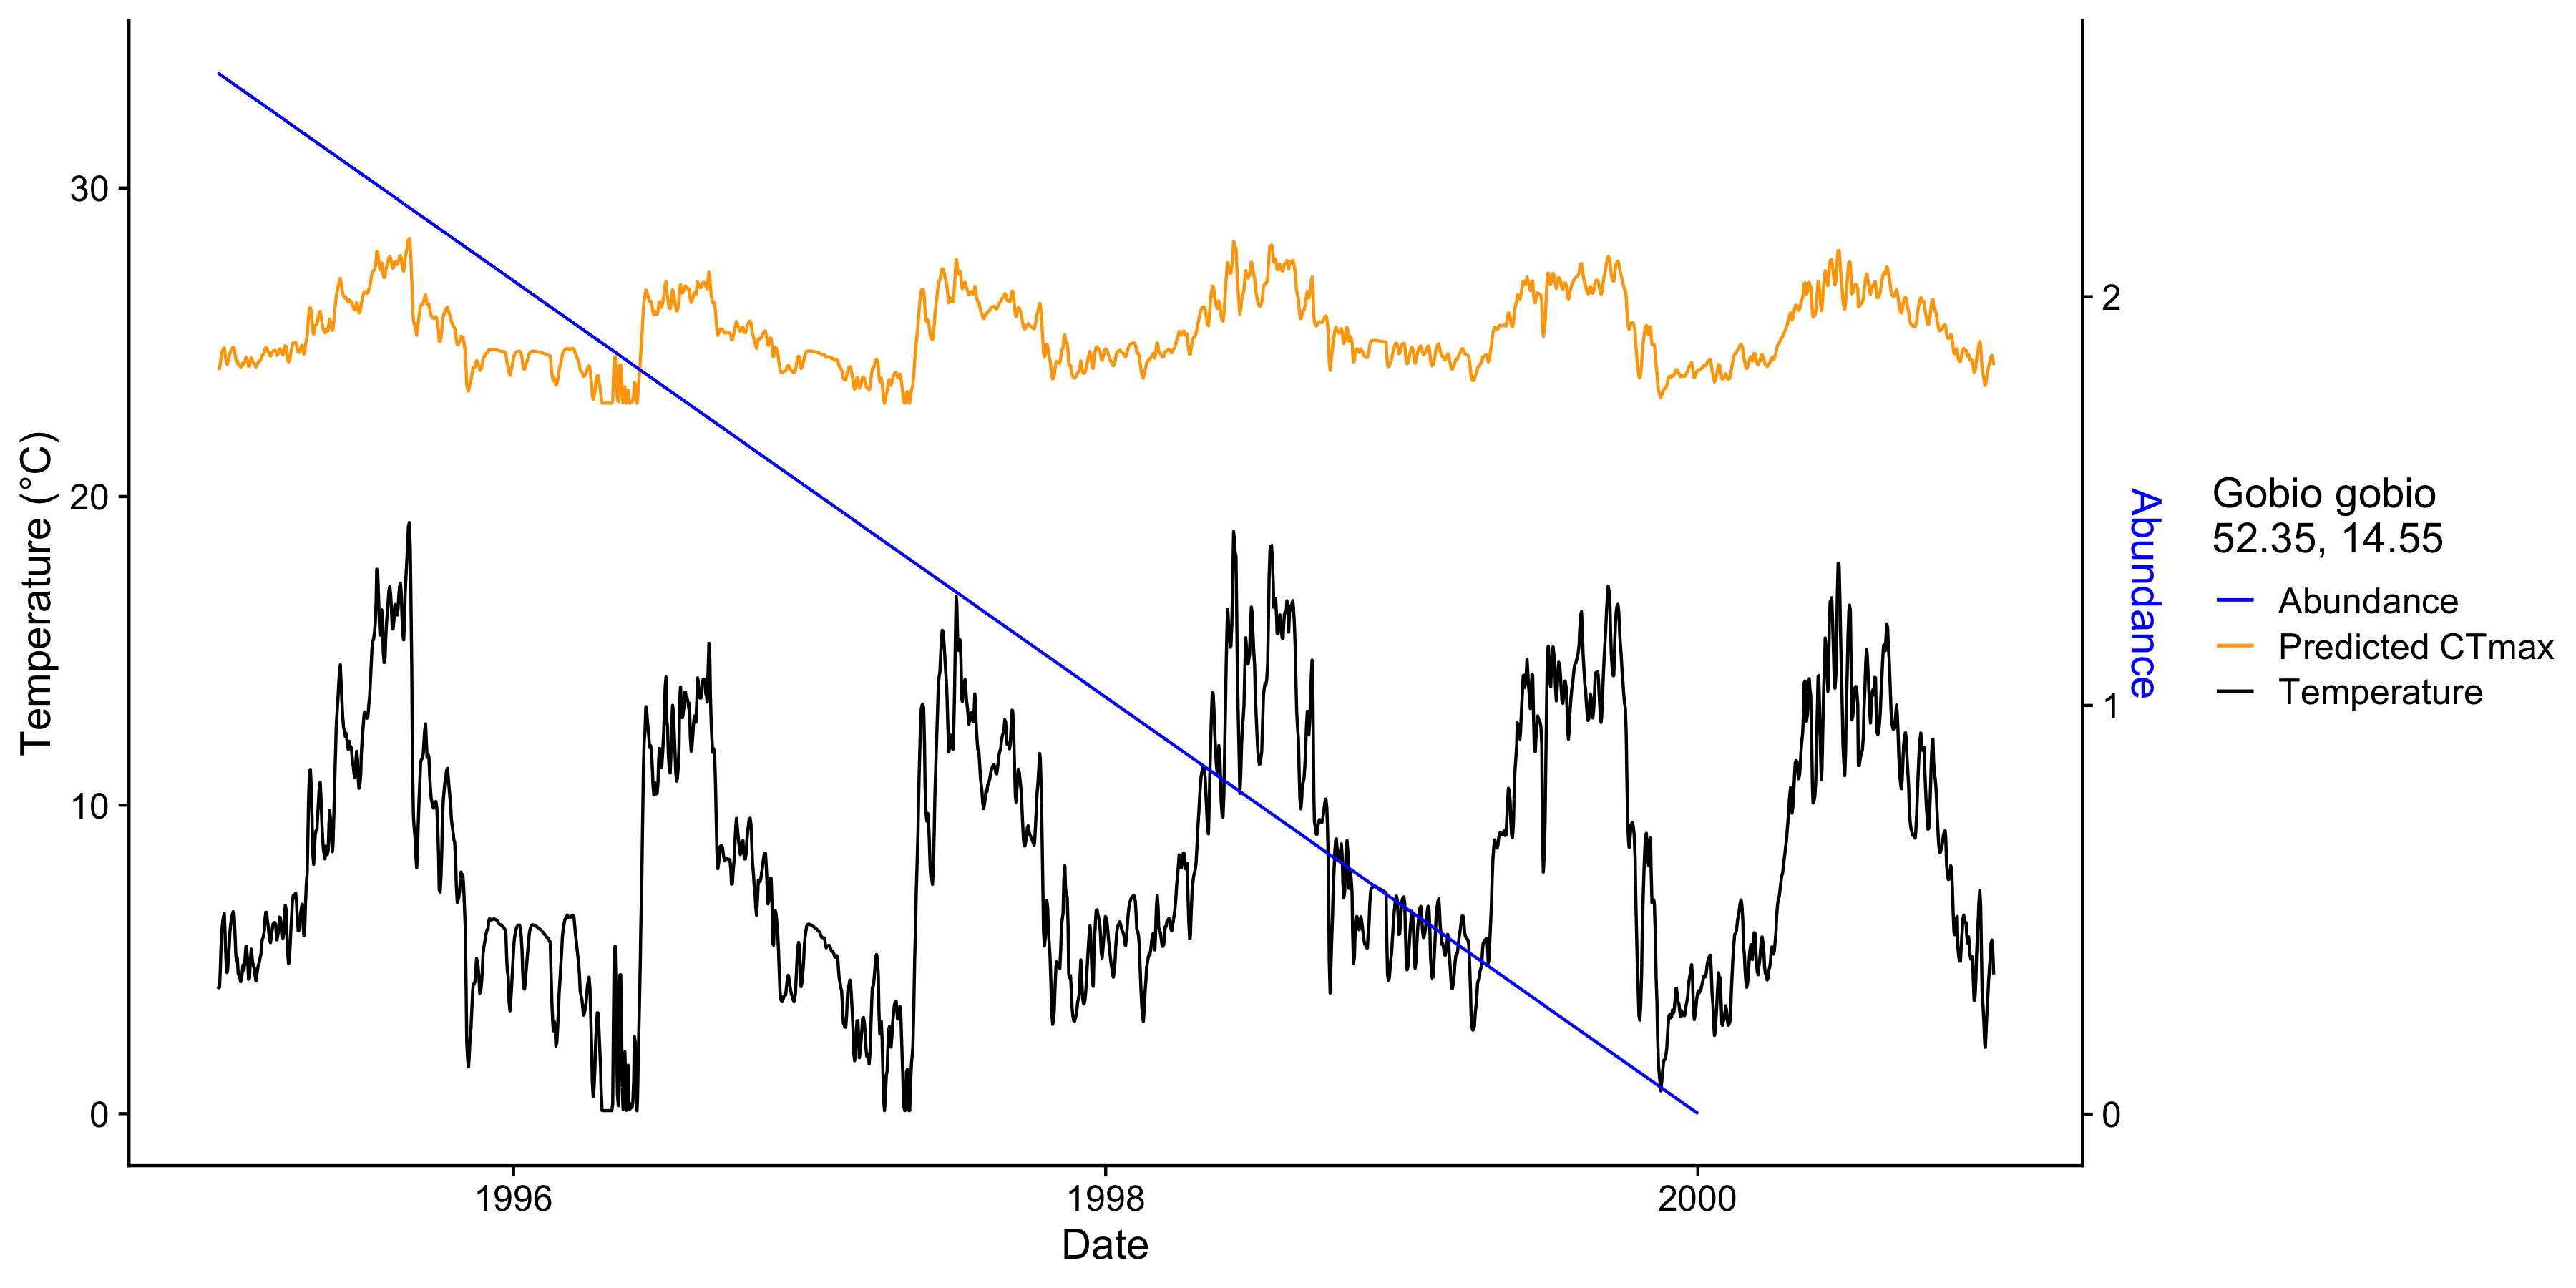 Temperature (°C)
30
20
10
0
1996
1998
2000
Date
2
1
0
Abundance
Gobio gobio
52.35, 14.55
Abundance
Predicted CTmax
Temperature